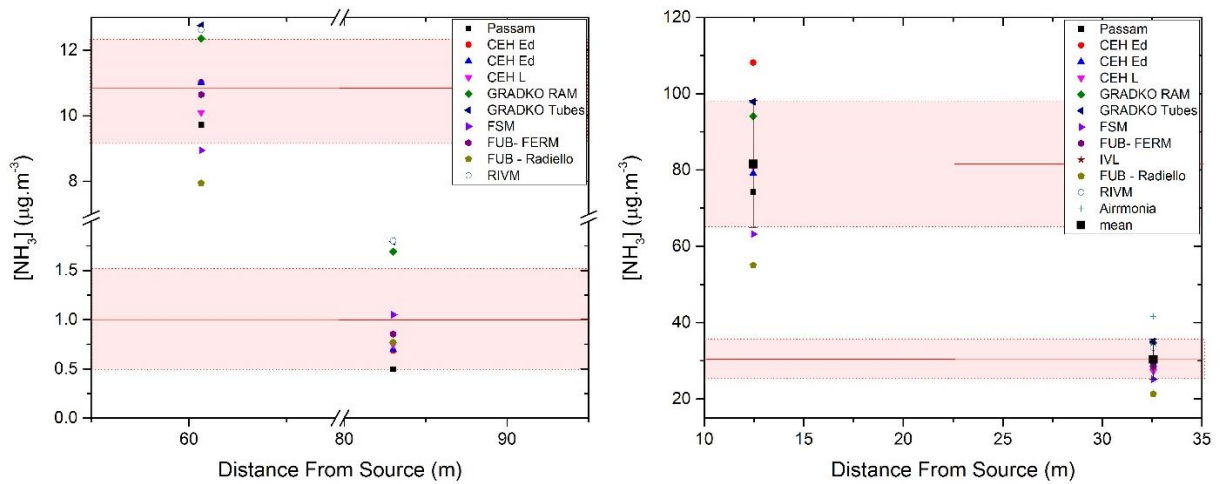 12
10
8
1.5
1.0
0.5
0.0
[NH3] (µg.m-3)
60
80
90
Distance From Source (m)
Passam
CEH Ed
CEH Ed
CEH L
GRADKO RAM
GRADKO Tubes
FSM
FUB- FERM
FUB - Radiello
RIVM
120
100
80
60
40
20
[NH3] (µg.m-3)
10
15
20
25
30
35
Distance From Source (m)
Passam
CEH Ed
CEH Ed
CEH L
GRADKO RAM
GRADKO Tubes
FSM
FUB- FERM
IVL
FUB - Radiello
RIVM
Airrmonia
mean